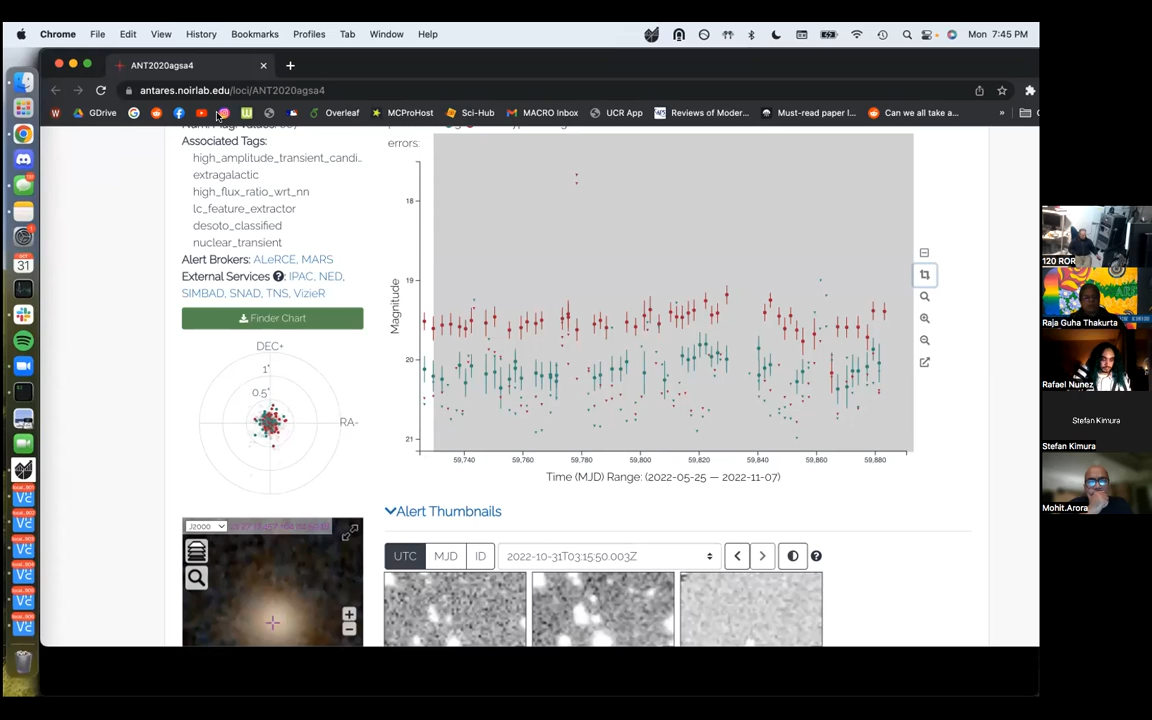 Chrome File Edit View History Bookmarks Profiles Tab Window Help Mon 7:45 PM
ANT2020agsa4
antares.noirlab.edu/loci/ANT2020agsa4
GDrive Overleaf MCProHost Sci-Hub MACRO Inbox UCR App Reviews of Moder... Must-read paper l... Can we all take a... »
Associated Tags:
high_amplitude_transient_candi...
extragalactic
high_flux_ratio_wrt_nn
lc_feature_extractor
desoto_classified
nuclear_transient
Alert Brokers: ALeRCE, MARS
External Services ?: IPAC, NED,
SIMBAD, SNAD, TNS, VizieR
Finder Chart
DEC+
1"
0.5"
RA-
errors:
Magnitude
18
19
20
21
59,740 59,760 59,780 59,800 59,820 59,840 59,860 59,880
Time (MJD) Range: (2022-05-25 — 2022-11-07)
Alert Thumbnails
UTC MJD ID 2022-10-31T03:15:50.003Z
J2000
OCT
31
120 ROR
Raja Guha Thakurta
Rafael Nunez
Stefan Kimura
Stefan Kimura
Mohit.Arora